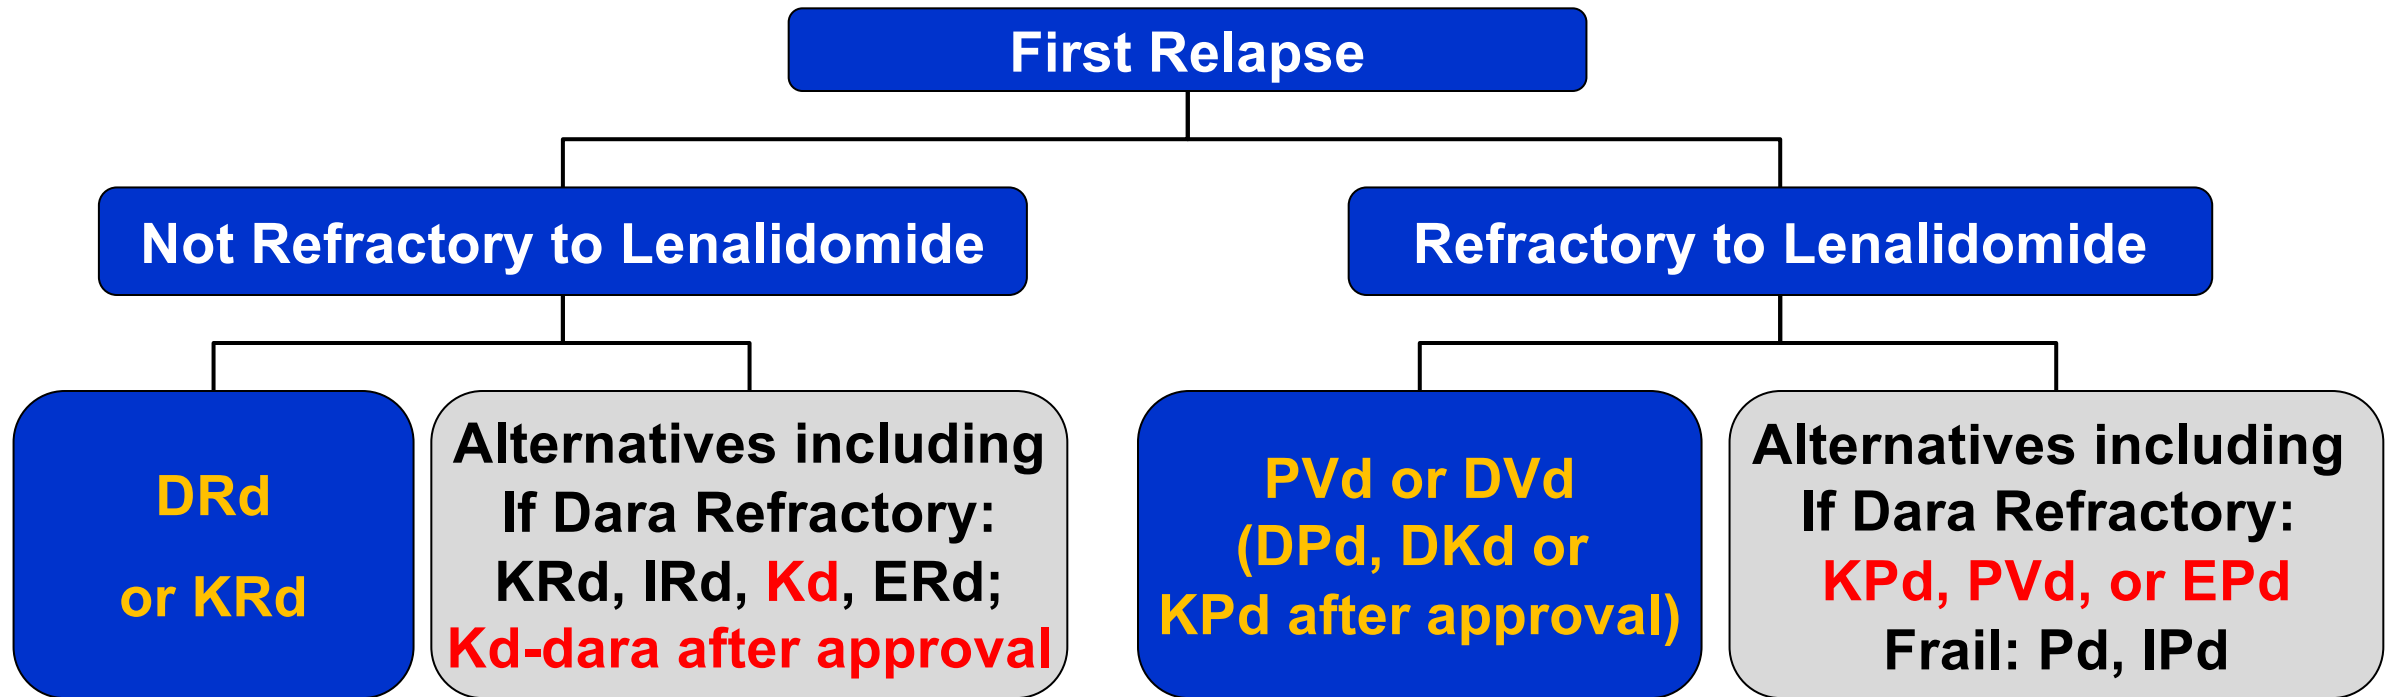 First Relapse
Not Refractory to Lenalidomide
Refractory to Lenalidomide
DRd
or KRd
Alternatives including
If Dara Refractory:
KRd, IRd, Kd, ERd;
Kd-dara after approval
PVd or DVd
(DPd, DKd or
KPd after approval)
Alternatives including
If Dara Refractory:
KPd, PVd, or EPd
Frail: Pd, IPd